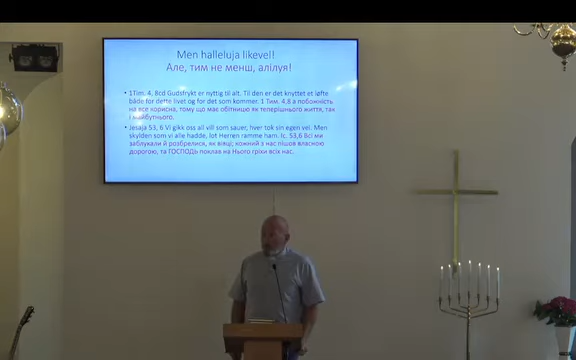 Men halleluja likevel!
Але, тим не менш, алілуя!
• 1Tim. 4, 8cd Gudsfrykt er nyttig til alt. Til den er det knyttet et løfte
både for dette livet og for det som kommer. 1 Тим. 4,8 а побожність
на все корисна, тому що має обітницю як теперішнього життя, так
і майбутнього.
• Jesaja 53, 6 Vi gikk oss alle vill som sauer, hver tok sin egen vei. Men
skylden som vi alle hadde, lot Herren ramme ham. Іс. 53,6 Всі ми
заблукали й розбрелися, як вівці; кожний з нас пішов власною
дорогою, та ГОСПОДЬ поклав на Нього гріхи всіх нас.